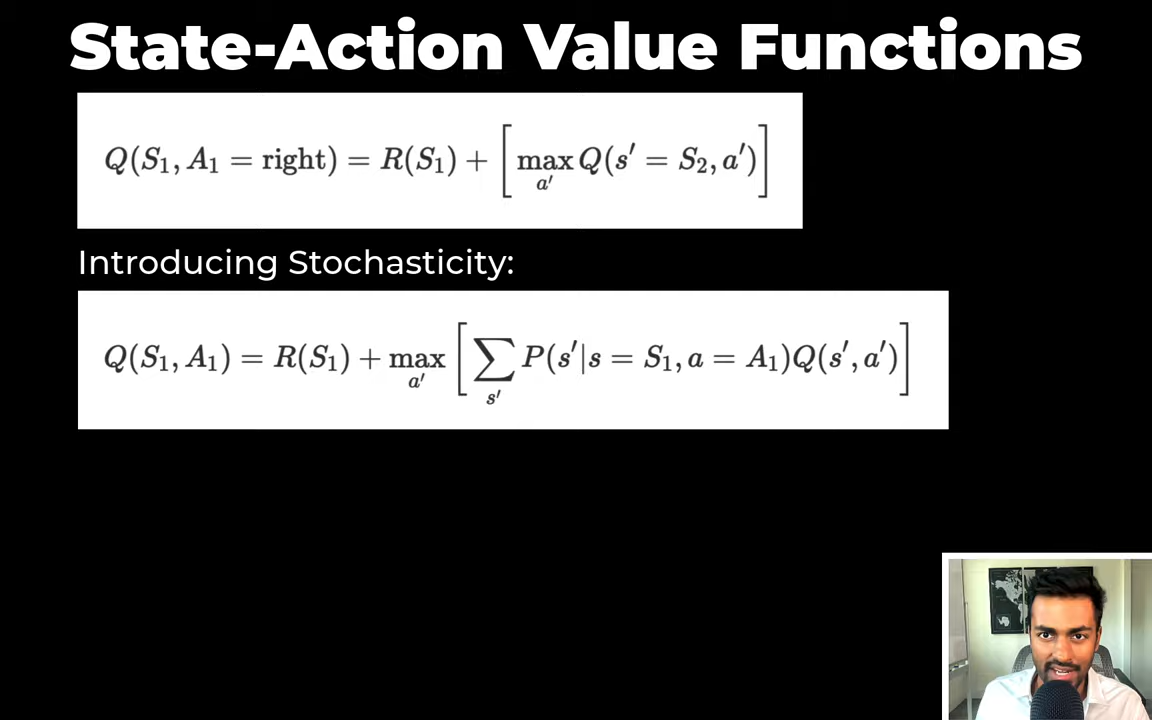 State-Action Value Functions
Q(S₁, A₁ = right) = R(S₁) + [max_{a′} Q(s′ = S₂, a′)]
Introducing Stochasticity:
Q(S₁, A₁) = R(S₁) + max_{a′} [∑_{s′} P(s′|s = S₁, a = A₁)Q(s′, a′)]